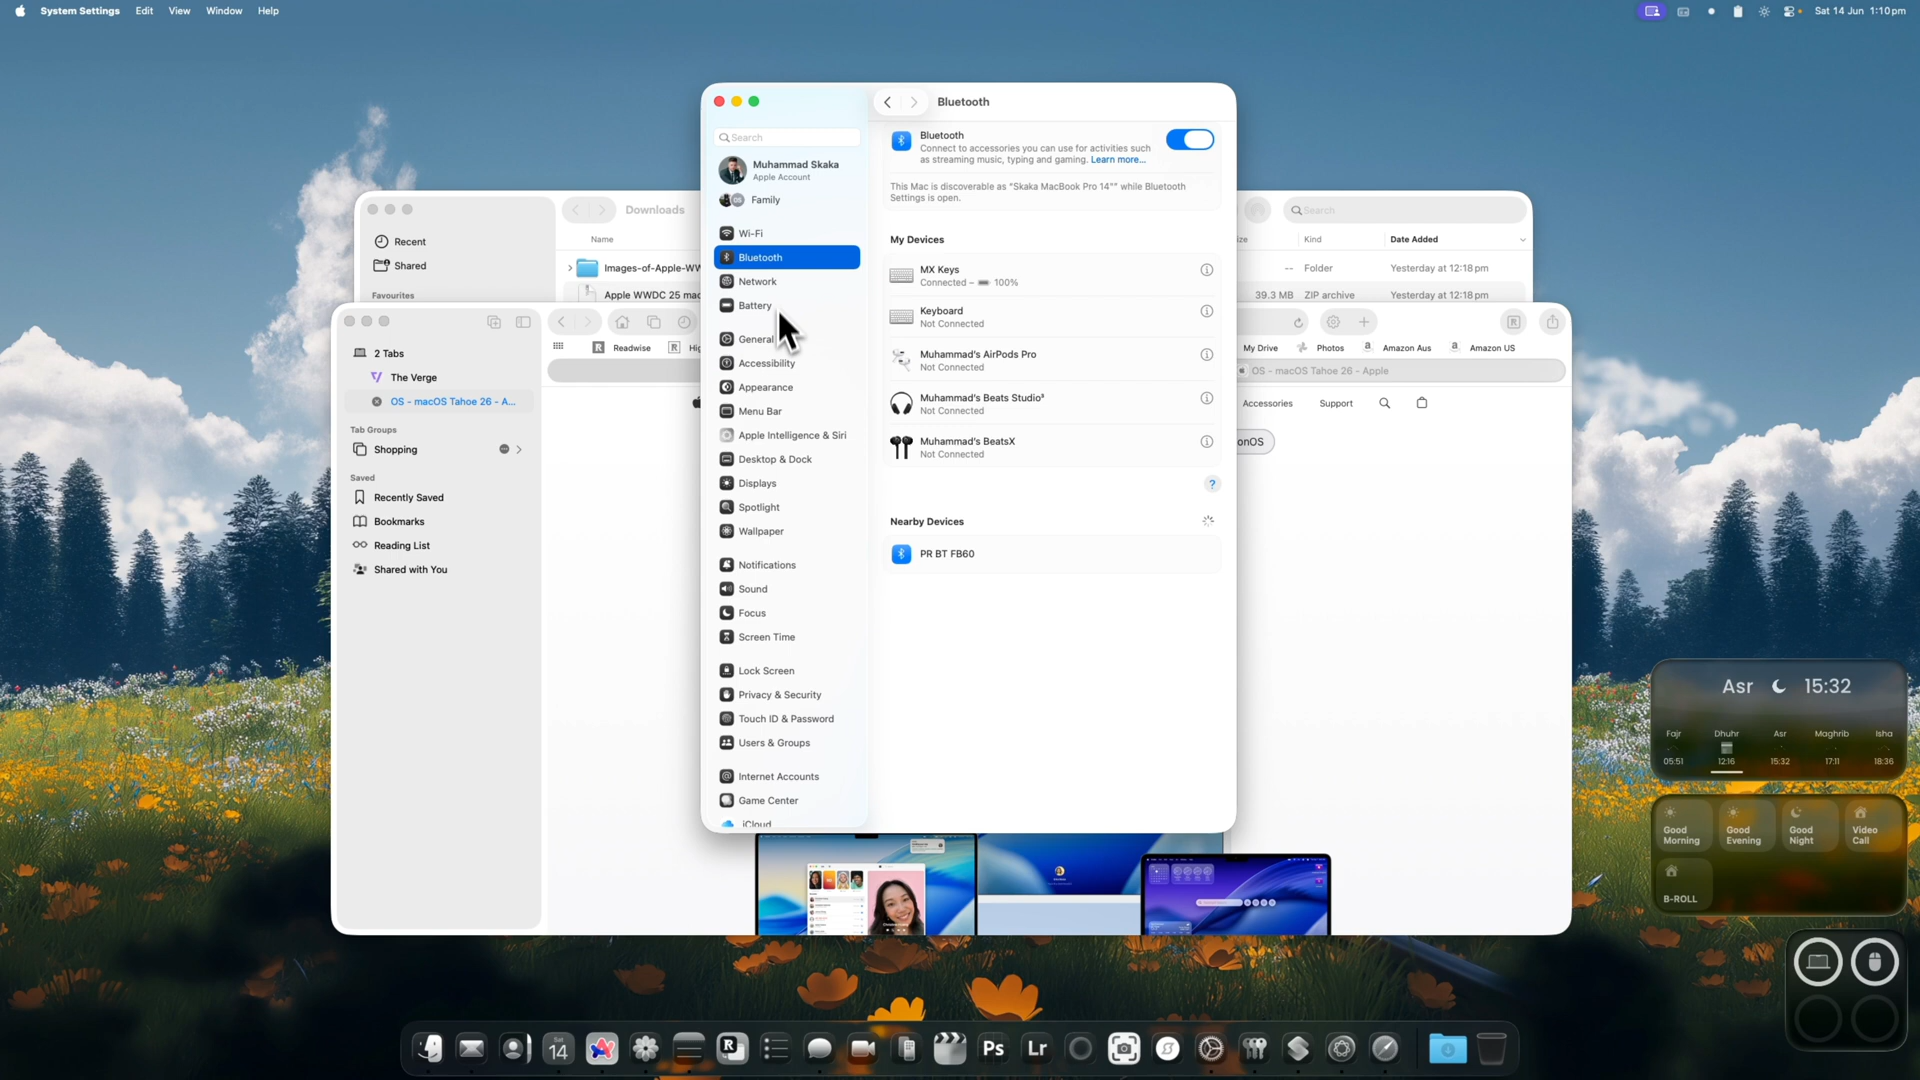 System Settings Edit View Window Help
Sat 14 Jun 1:10 pm
Bluetooth
Search
Muhammad Skaka
Apple Account
Family
Wi-Fi
Bluetooth
Network
Battery
General
Accessibility
Appearance
Menu Bar
Apple Intelligence & Siri
Desktop & Dock
Displays
Spotlight
Wallpaper
Notifications
Sound
Focus
Screen Time
Lock Screen
Privacy & Security
Touch ID & Password
Users & Groups
Internet Accounts
Game Center
iCloud
Bluetooth
Connect to accessories you can use for activities such
as streaming music, typing and gaming. Learn more...
This Mac is discoverable as "Skaka MacBook Pro 14"" while Bluetooth
Settings is open.
My Devices
MX Keys
Connected – 100%
Keyboard
Not Connected
Muhammad's AirPods Pro
Not Connected
Muhammad's Beats Studio³
Not Connected
Muhammad's BeatsX
Not Connected
?
Nearby Devices
PR BT FB60
Downloads
Recent
Shared
Favourites
Name
Images-of-Apple-WW
Apple WWDC 25 mac
Search
ize Kind Date Added
-- Folder Yesterday at 12:18 pm
39.3 MB ZIP archive Yesterday at 12:18 pm
2 Tabs
The Verge
OS - macOS Tahoe 26 - A...
Tab Groups
Shopping
Saved
Recently Saved
Bookmarks
Reading List
Shared with You
Readwise
Hig
My Drive Photos Amazon Aus Amazon US
OS - macOS Tahoe 26 - Apple
Accessories Support
onOS
Asr 15:32
Fajr Dhuhr Asr Maghrib Isha
05:51 12:16 15:32 17:11 18:36
Good
Morning
Good
Evening
Good
Night
Video
Call
B-ROLL
Sat
14
R
Ps
Lr